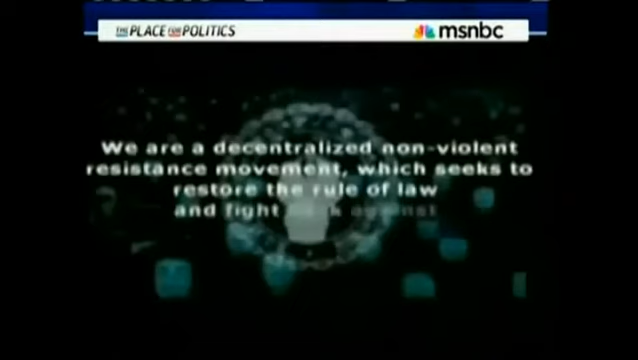 THE PLACE FOR POLITICS
msnbc
We are a decentralized non-violent
resistance movement, which seeks to
restore the rule of law
and fight against